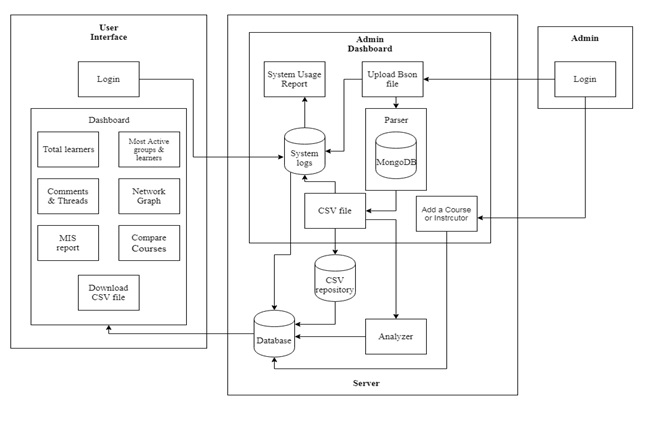 User
Interface
Login
Dashboard
Total learners
Most Active
groups &
learners
Comments
& Threads
Network
Graph
MIS
report
Compare
Courses
Download
CSV file
Admin
Dashboard
System Usage
Report
Upload Bson
file
Parser
MongoDB
System
logs
CSV file
Add a Course
or Instrcutor
CSV
repository
Database
Analyzer
Server
Admin
Login